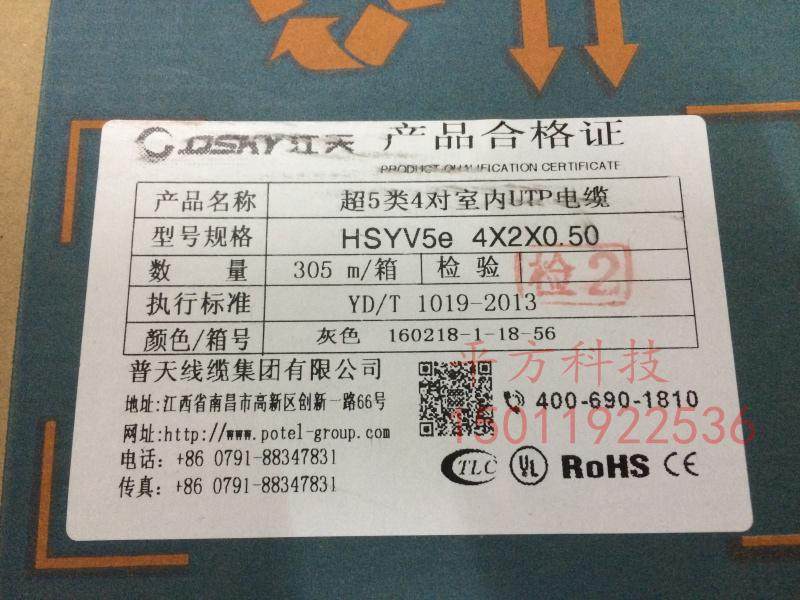 OSKY江天 产品合格证
PRODUCT QUALIFICATION CERTIFICATE
产品名称 超5类4对室内UTP电缆
型号规格 HSYV5e 4X2X0.50
数 量 305 m/箱 检 验 检2
执行标准 YD/T 1019-2013
颜色/箱号 灰色 160218-1-18-56
普天线缆集团有限公司
平方科技
地址:江西省南昌市高新区创新一路66号
400-690-1810
15011922536
网址:http://www.potel-group.com
电话：+86 0791-88347831
传真：+86 0791-88347831
TLC UL RoHS CE